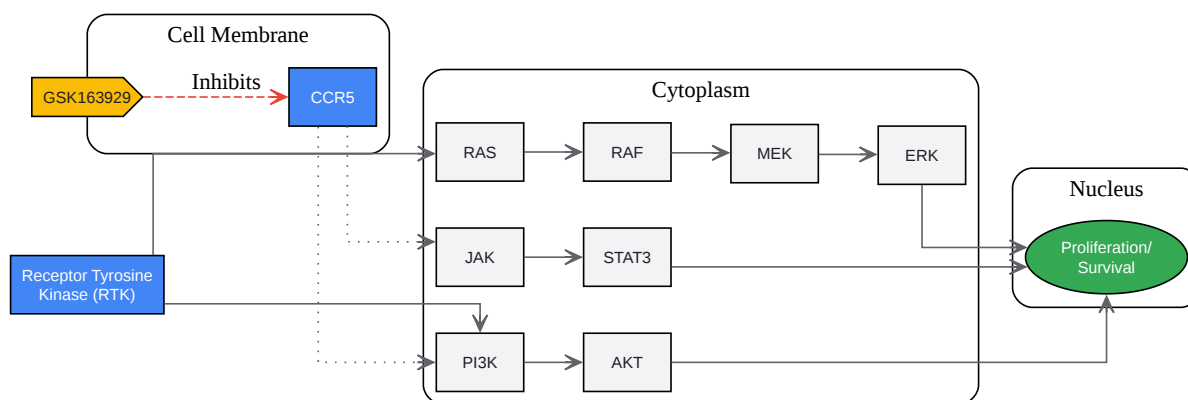 Cell Membrane
GSK163929
Inhibits
CCR5
Cytoplasm
RAS
RAF
MEK
ERK
Nucleus
Receptor Tyrosine
Kinase (RTK)
JAK
STAT3
Proliferation/
Survival
PI3K
AKT